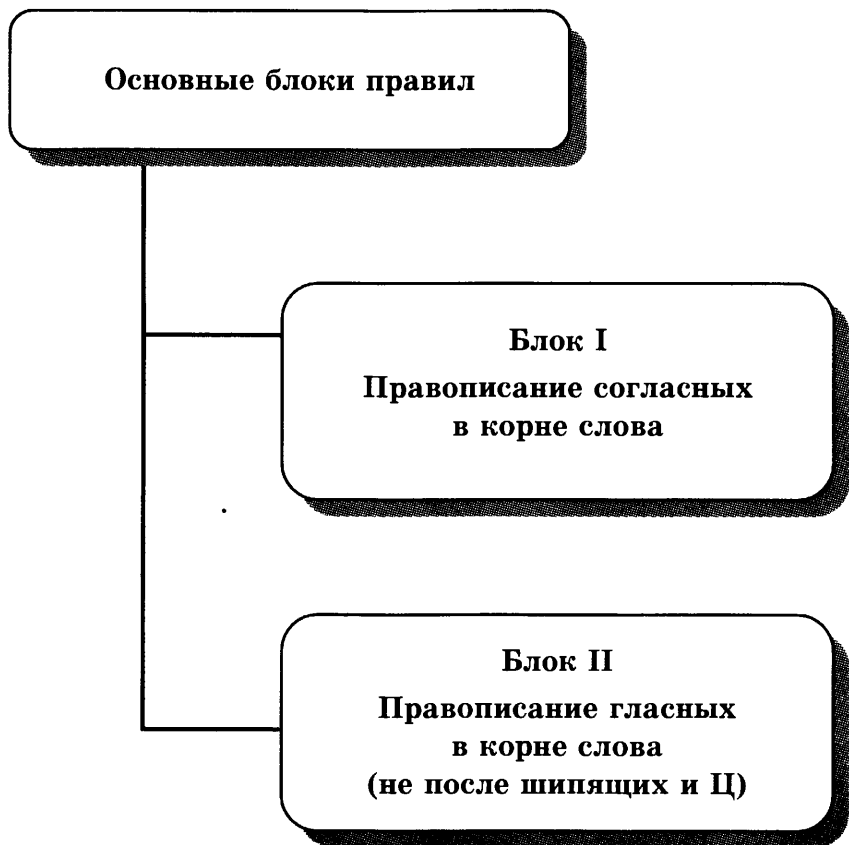 Основные блоки правил
Блок I
Правописание согласных
в корне слова
Блок II
Правописание гласных
в корне слова
(не после шипящих и Ц)